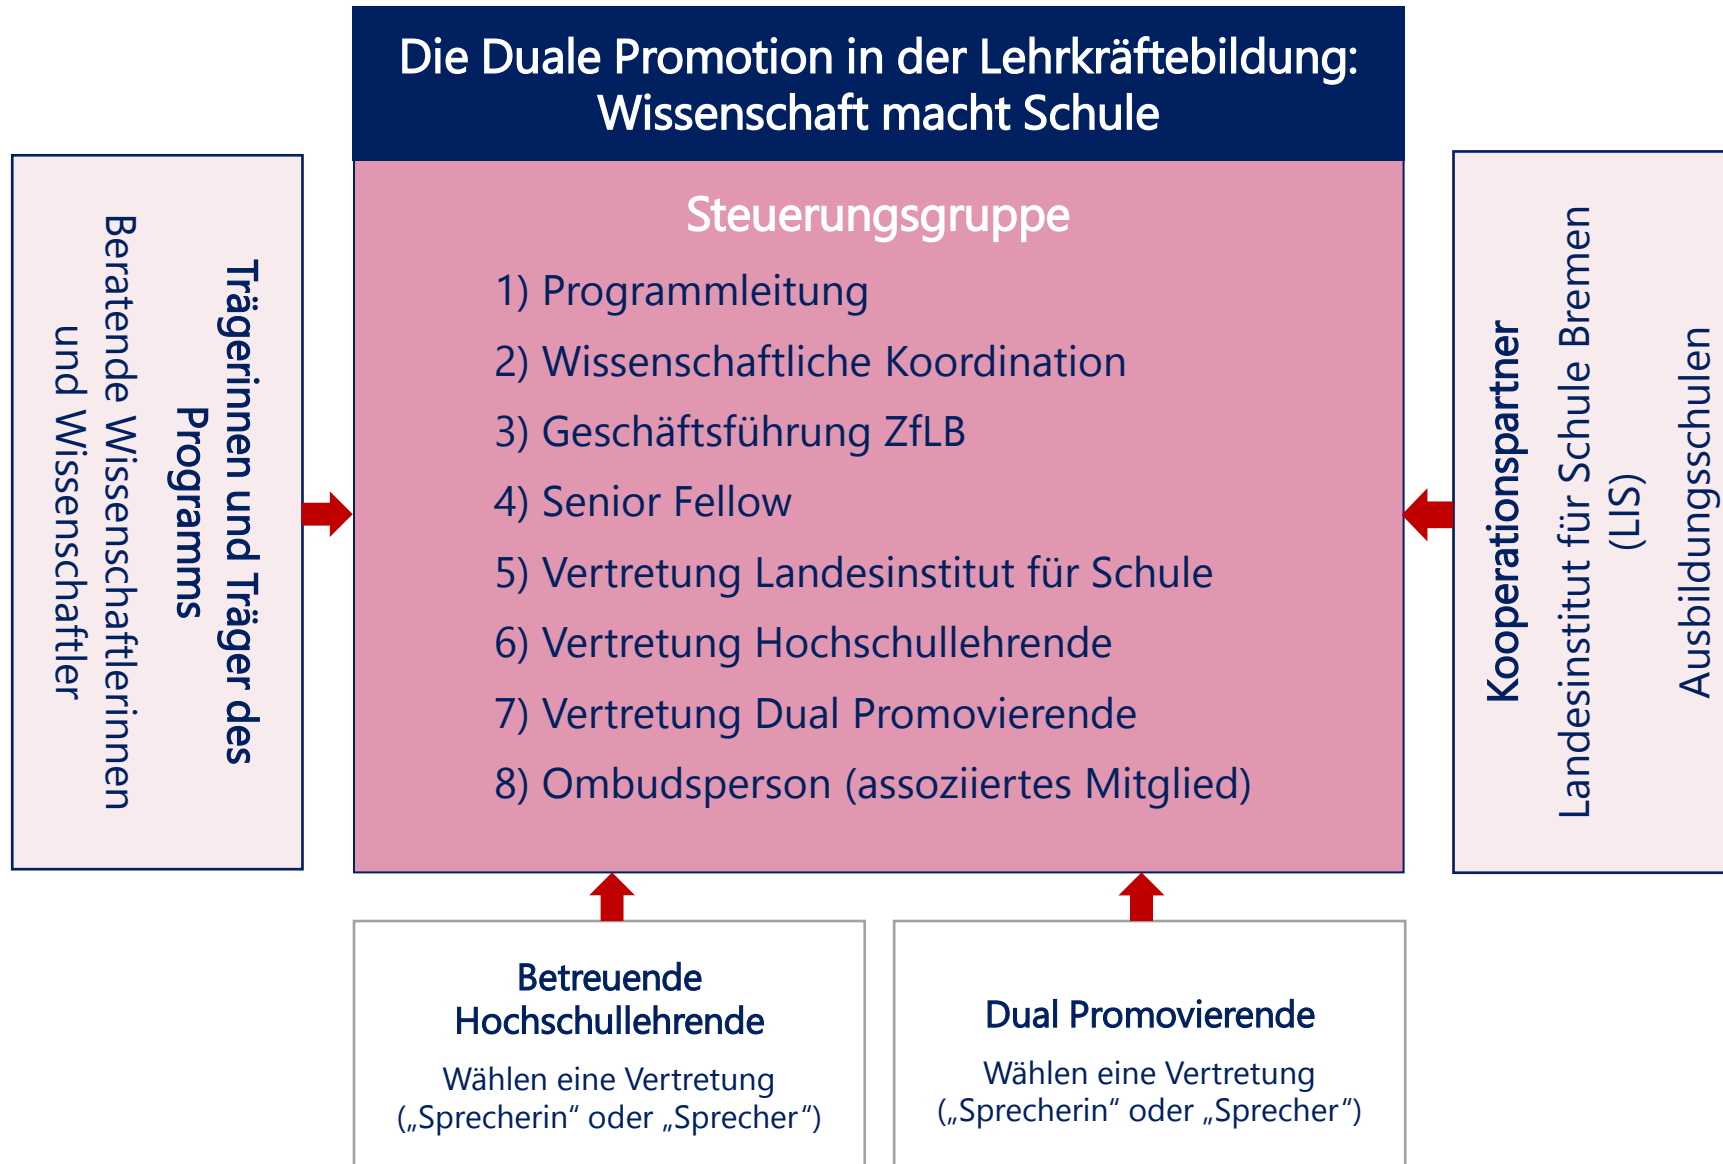 Die Duale Promotion in der Lehrkräftebildung:
Wissenschaft macht Schule
Trägerinnen und Träger des
Programms
Beratende Wissenschaftlerinnen
und Wissenschaftler
Steuerungsgruppe
1) Programmleitung
2) Wissenschaftliche Koordination
3) Geschäftsführung ZfLB
4) Senior Fellow
5) Vertretung Landesinstitut für Schule
6) Vertretung Hochschullehrende
7) Vertretung Dual Promovierende
8) Ombudsperson (assoziiertes Mitglied)
Kooperationspartner
Landesinstitut für Schule Bremen
(LIS)
Ausbildungsschulen
Betreuende
Hochschullehrende
Wählen eine Vertretung
(„Sprecherin“ oder „Sprecher“)
Dual Promovierende
Wählen eine Vertretung
(„Sprecherin“ oder „Sprecher“)